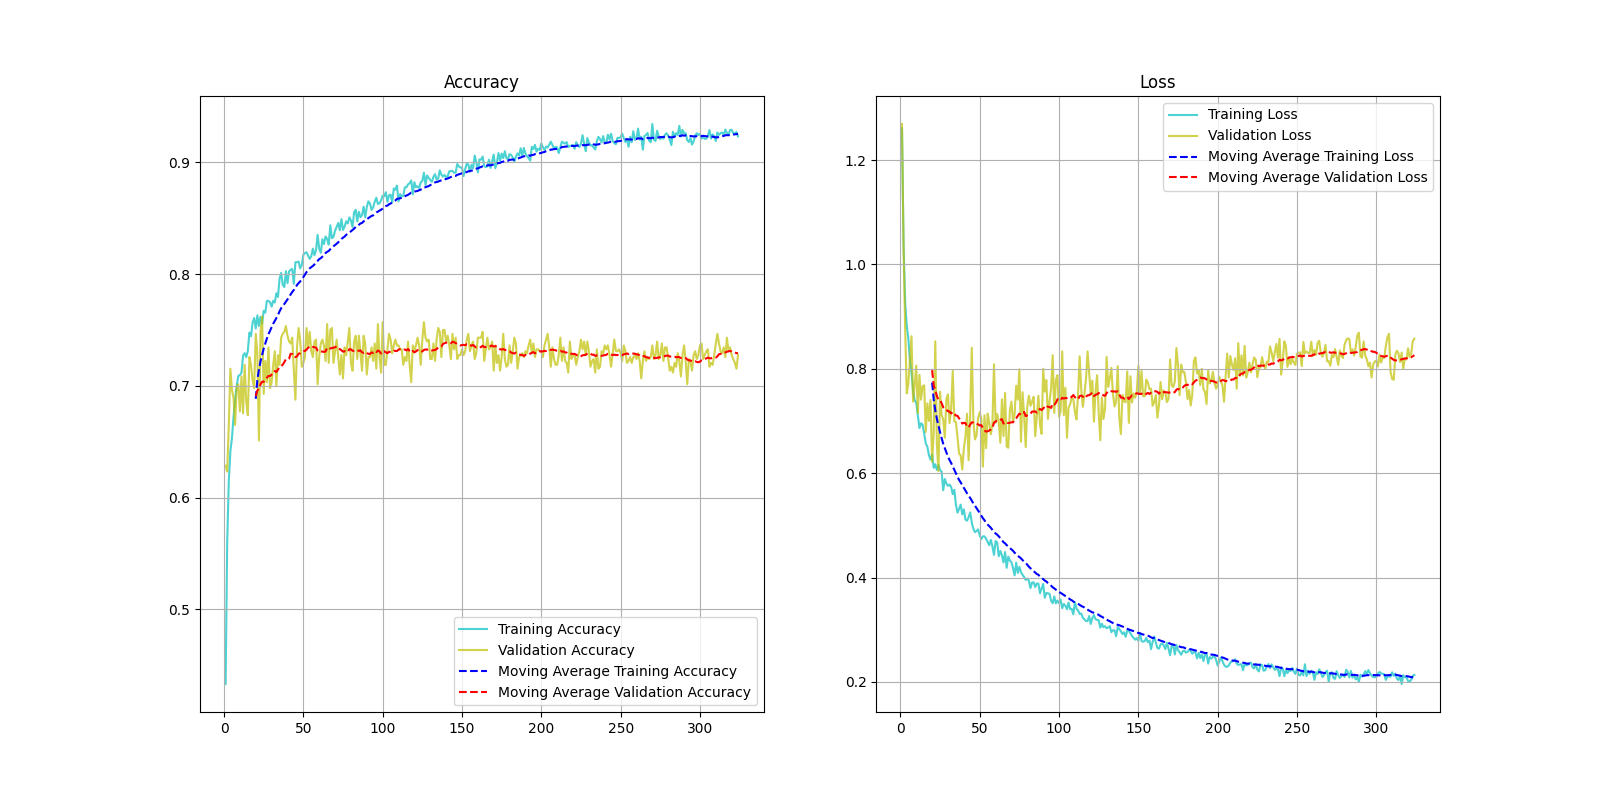 Accuracy
0.9
0.8
0.7
0.6
0.5
0 50 100 150 200 250 300
Training Accuracy
Validation Accuracy
Moving Average Training Accuracy
Moving Average Validation Accuracy
Loss
1.2
1.0
0.8
0.6
0.4
0.2
0 50 100 150 200 250 300
Training Loss
Validation Loss
Moving Average Training Loss
Moving Average Validation Loss